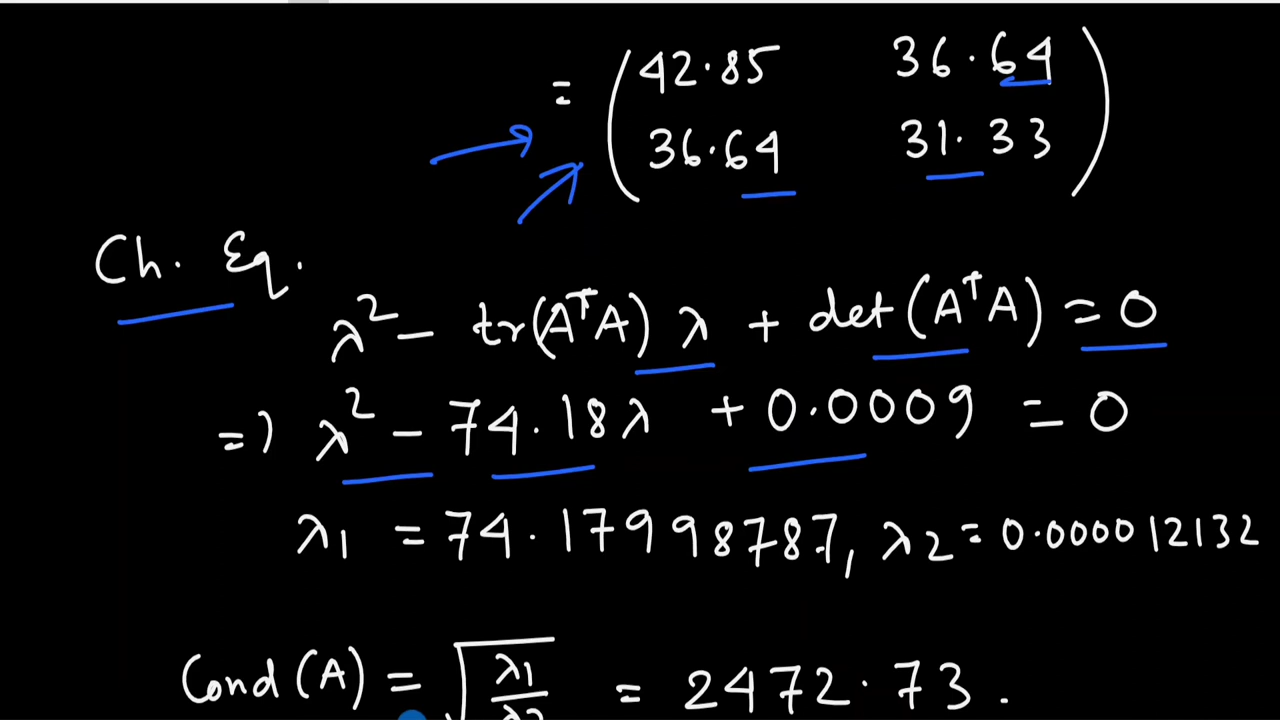 = ( 42.85 36.64
36.64 31.33 )
Ch. Eq.
λ² - tr(AᵀA) λ + det(AᵀA) = 0
=) λ² - 74.18λ + 0.0009 = 0
λ1 = 74.17998787, λ2 = 0.000012132
Cond(A) = √(λ1/λ2) = 2472.73.